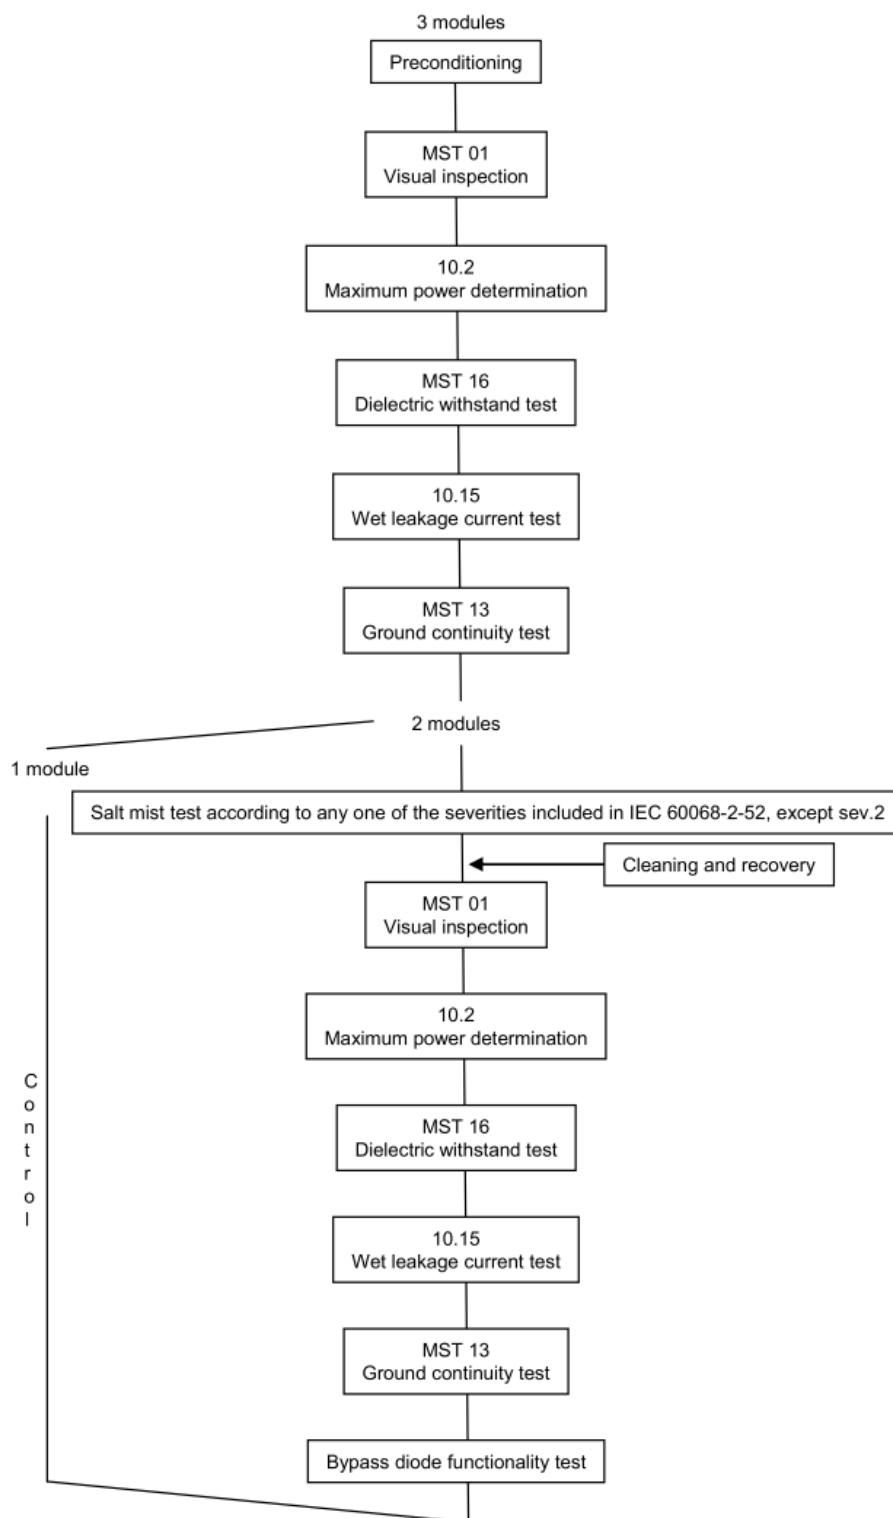 3 modules
Preconditioning
MST 01
Visual inspection
10.2
Maximum power determination
MST 16
Dielectric withstand test
10.15
Wet leakage current test
MST 13
Ground continuity test
2 modules
1 module
Salt mist test according to any one of the severities included in IEC 60068-2-52, except sev.2
Cleaning and recovery
MST 01
Visual inspection
10.2
Maximum power determination
Control
MST 16
Dielectric withstand test
10.15
Wet leakage current test
MST 13
Ground continuity test
Bypass diode functionality test